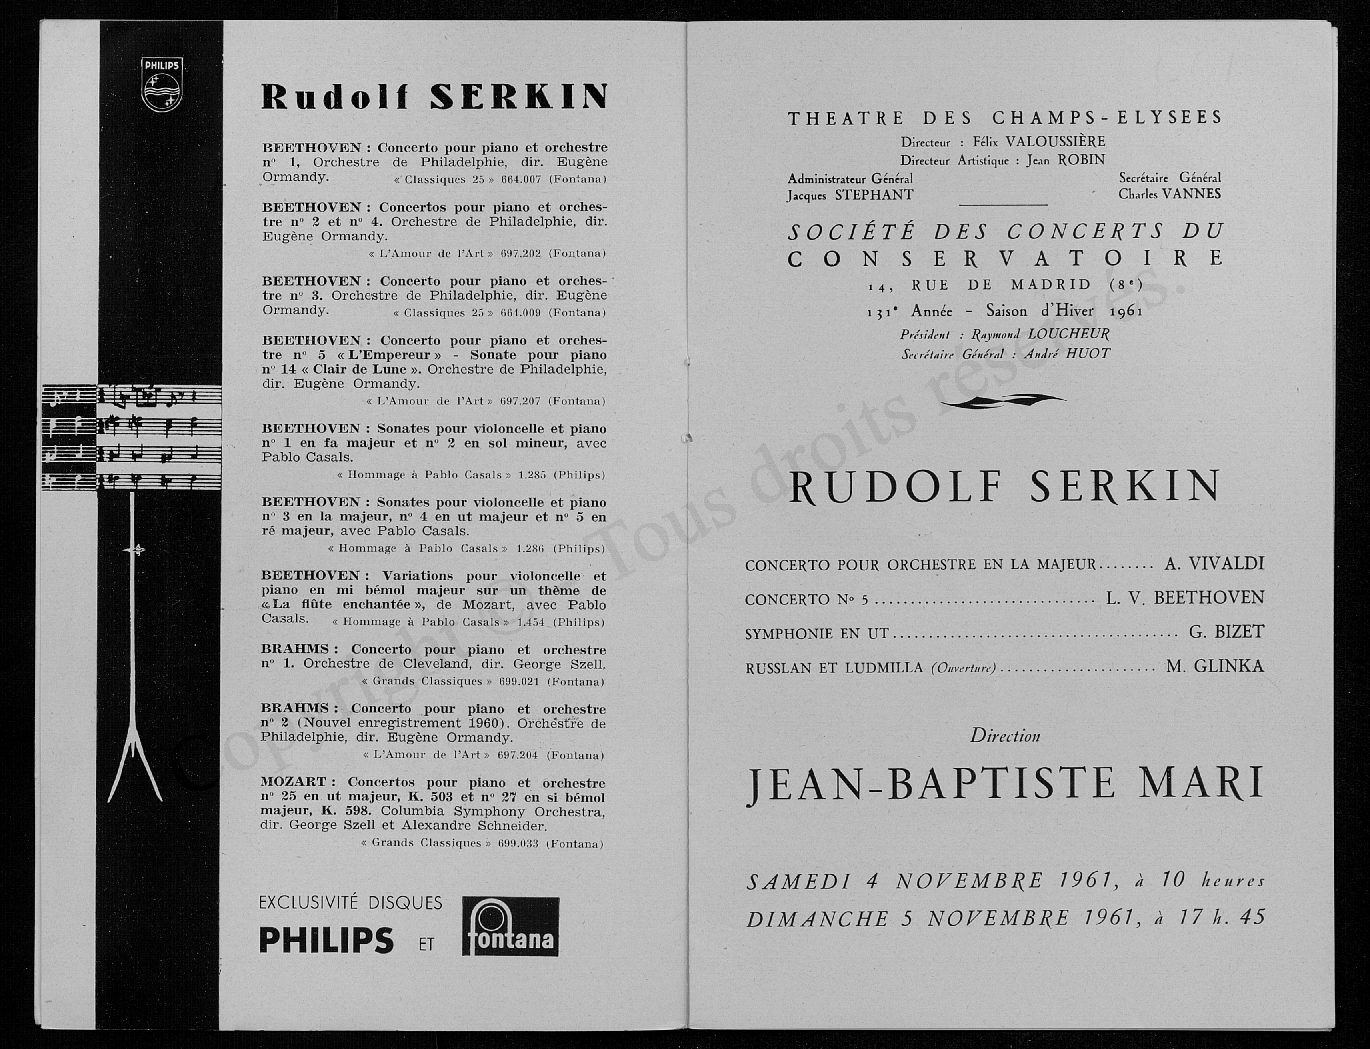 PHILIPS
Rudolf SERKIN
BEETHOVEN : Concerto pour piano et orchestre
n° 1, Orchestre de Philadelphie, dir. Eugène
Ormandy. « Classiques 25 » 664.007 (Fontana)
BEETHOVEN : Concertos pour piano et orches-
tre n° 2 et n° 4. Orchestre de Philadelphie, dir.
Eugène Ormandy.
« L'Amour de l'Art » 697.202 (Fontana)
BEETHOVEN : Concerto pour piano et orches-
tre n° 3. Orchestre de Philadelphie, dir. Eugène
Ormandy. « Classiques 25 » 664.009 (Fontana)
BEETHOVEN : Concerto pour piano et orches-
tre n° 5 « L'Empereur » - Sonate pour piano
n° 14 « Clair de Lune ». Orchestre de Philadelphie,
dir. Eugène Ormandy.
« L'Amour de l'Art » 697.207 (Fontana)
BEETHOVEN : Sonates pour violoncelle et piano
n° 1 en fa majeur et n° 2 en sol mineur, avec
Pablo Casals.
« Hommage à Pablo Casals » 1.285 (Philips)
BEETHOVEN : Sonates pour violoncelle et piano
n° 3 en la majeur, n° 4 en ut majeur et n° 5 en
ré majeur, avec Pablo Casals.
« Hommage à Pablo Casals » 1.286 (Philips)
BEETHOVEN : Variations pour violoncelle et
piano en mi bémol majeur sur un thème de
« La flûte enchantée », de Mozart, avec Pablo
Casals. « Hommage à Pablo Casals » 1.454 (Philips)
BRAHMS : Concerto pour piano et orchestre
n° 1. Orchestre de Cleveland, dir. George Szell.
« Grands Classiques » 699.021 (Fontana)
BRAHMS : Concerto pour piano et orchestre
n° 2 (Nouvel enregistrement 1960). Orchestre de
Philadelphie, dir. Eugène Ormandy.
« L'Amour de l'Art » 697.204 (Fontana)
MOZART : Concertos pour piano et orchestre
n° 25 en ut majeur, K. 503 et n° 27 en si bémol
majeur, K. 598. Columbia Symphony Orchestra,
dir. George Szell et Alexandre Schneider.
« Grands Classiques » 699.033 (Fontana)
EXCLUSIVITÉ DISQUES
PHILIPS ET fontana
THEATRE DES CHAMPS-ELYSEES
Directeur : Félix VALOUSSIÈRE
Directeur Artistique : Jean ROBIN
Administrateur Général Secrétaire Général
Jacques STEPHANT Charles VANNES
SOCIÉTÉ DES CONCERTS DU
CONSERVATOIRE
14, RUE DE MADRID (8e)
131e Année - Saison d'Hiver 1961
Président : Raymond LOUCHEUR
Secrétaire Général : André HUOT
RUDOLF SERKIN
CONCERTO POUR ORCHESTRE EN LA MAJEUR........ A. VIVALDI
CONCERTO No 5 ............................... L. V. BEETHOVEN
SYMPHONIE EN UT........................................ G. BIZET
RUSSLAN ET LUDMILLA (Ouverture)...................... M. GLINKA
Direction
JEAN-BAPTISTE MARI
SAMEDI 4 NOVEMBRE 1961, à 10 heures
DIMANCHE 5 NOVEMBRE 1961, à 17 h. 45
Copyright © Tous droits réservés.